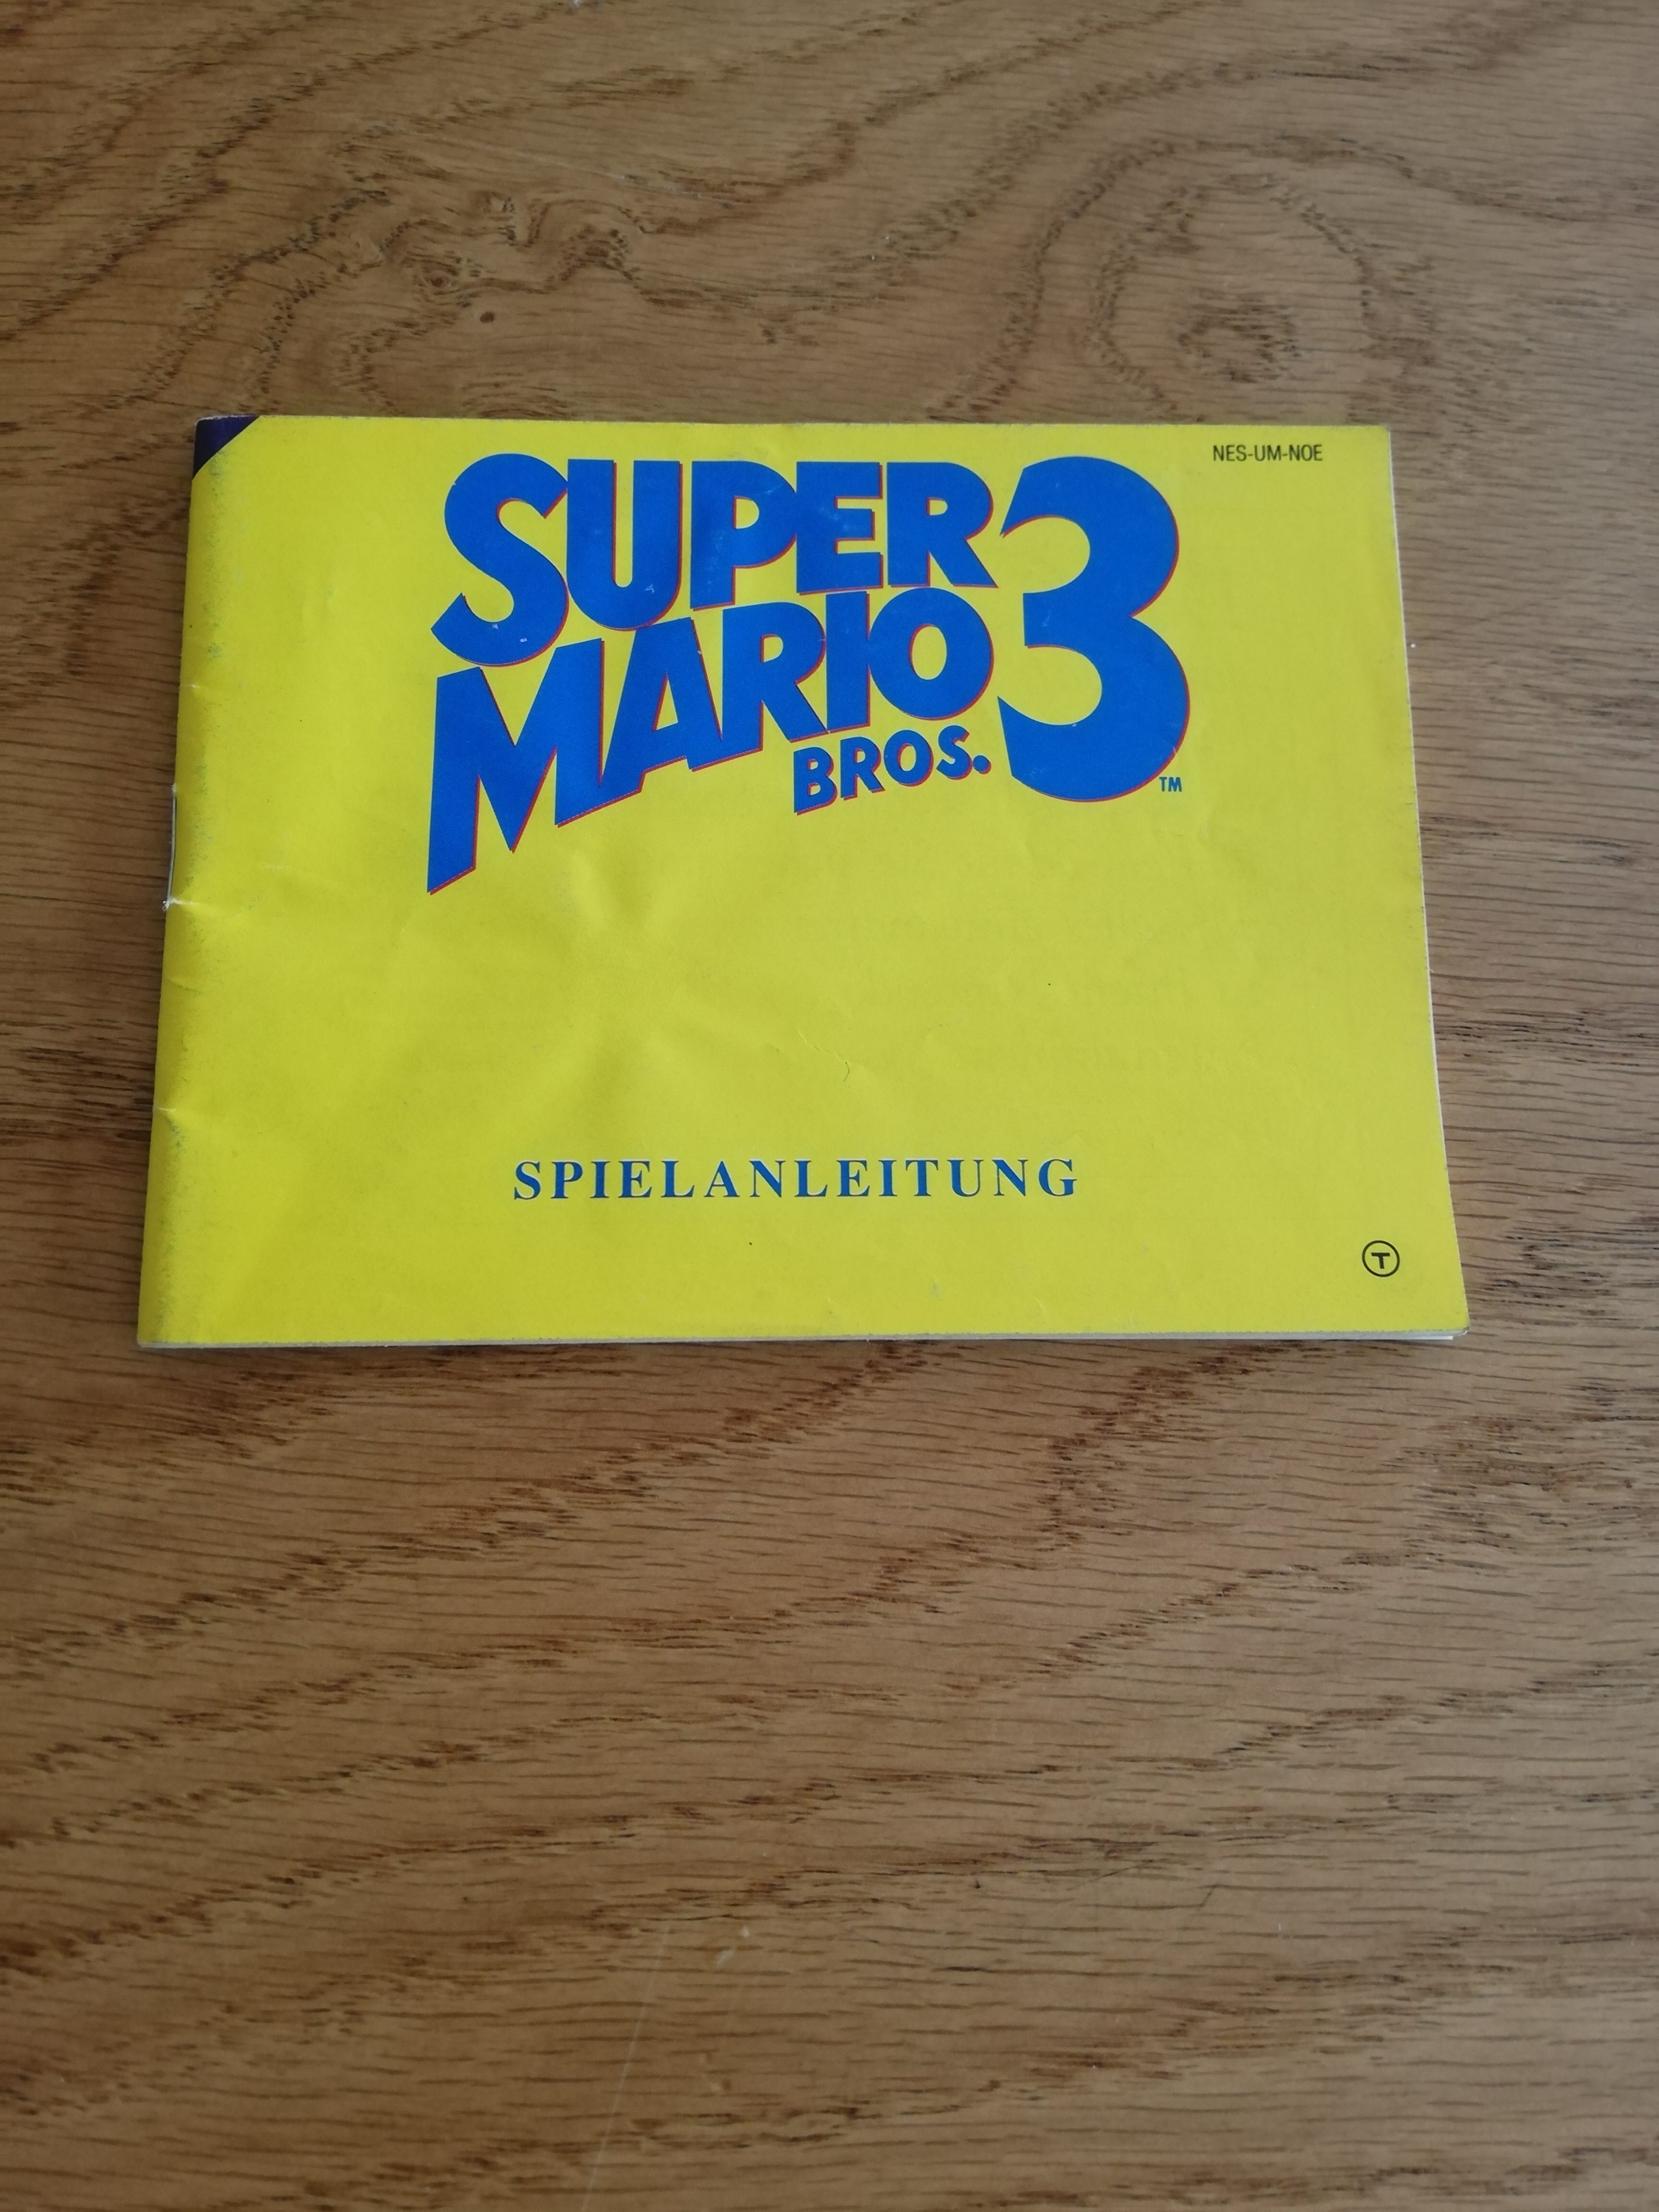 NES-UM-NOE
SUPER
MARIO
BROS. 3
TM
SPIELANLEITUNG
T